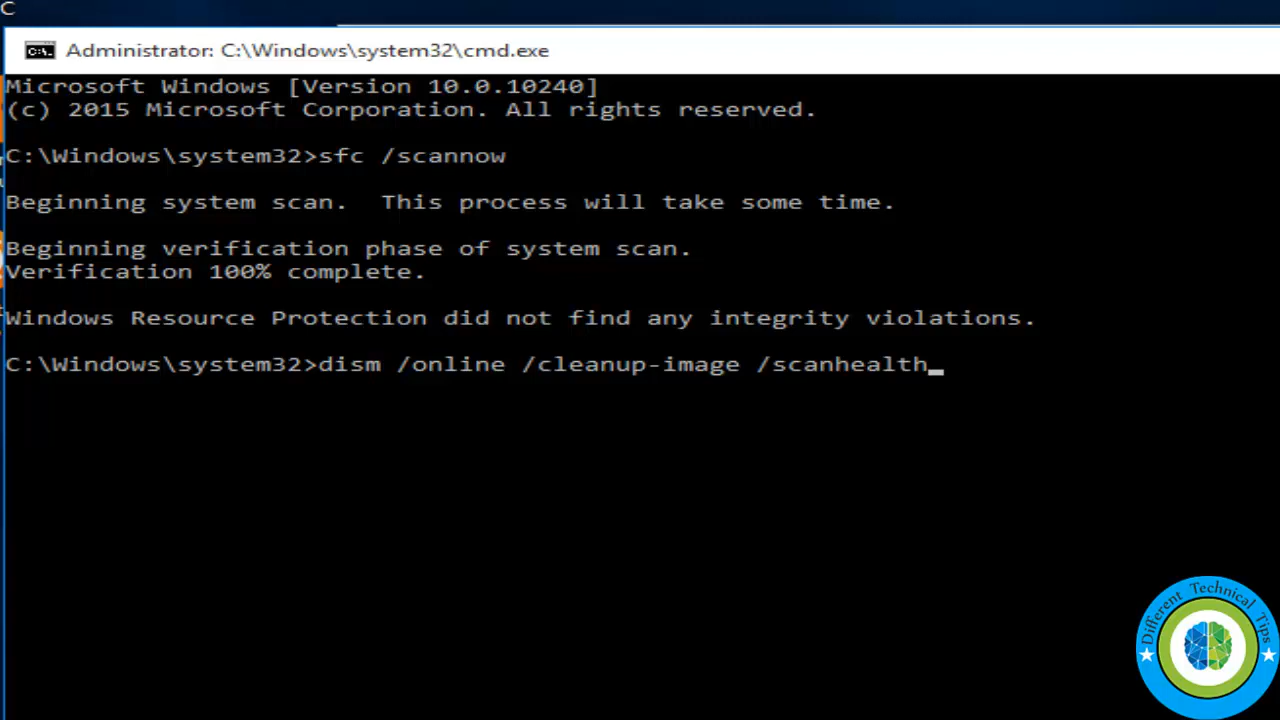 C
Administrator: C:\Windows\system32\cmd.exe
Microsoft Windows [Version 10.0.10240]
(c) 2015 Microsoft Corporation. All rights reserved.
C:\Windows\system32>sfc /scannow
Beginning system scan.  This process will take some time.
Beginning verification phase of system scan.
Verification 100% complete.
Windows Resource Protection did not find any integrity violations.
C:\Windows\system32>dism /online /cleanup-image /scanhealth_
Different Technical Tips